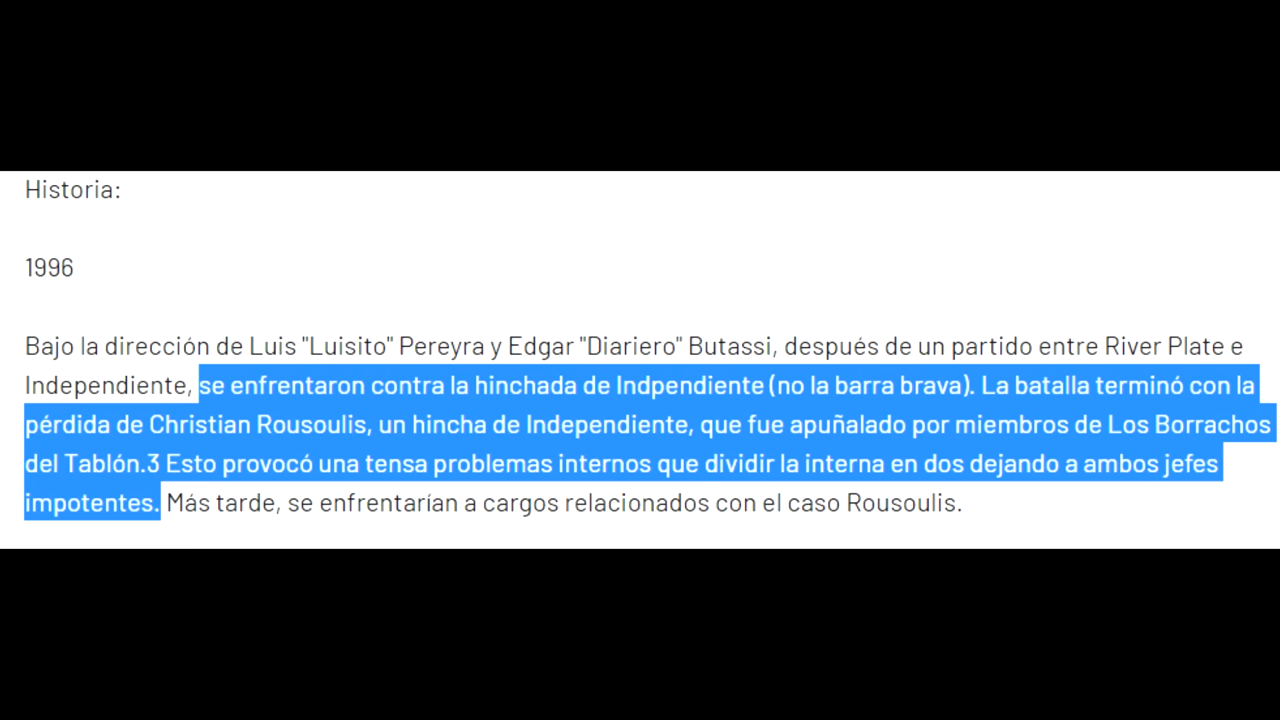 Historia:
1996
Bajo la dirección de Luis "Luisito" Pereyra y Edgar "Diariero" Butassi, después de un partido entre River Plate e
Independiente, se enfrentaron contra la hinchada de Indpendiente (no la barra brava). La batalla terminó con la
pérdida de Christian Rousoulis, un hincha de Independiente, que fue apuñalado por miembros de Los Borrachos
del Tablón.3 Esto provocó una tensa problemas internos que dividir la interna en dos dejando a ambos jefes
impotentes. Más tarde, se enfrentarían a cargos relacionados con el caso Rousoulis.